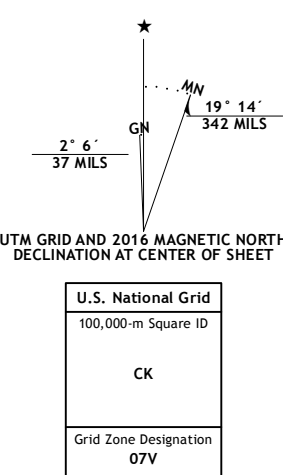 ★
MN
19° 14´
342 MILS
GN
2° 6´
37 MILS
UTM GRID AND 2016 MAGNETIC NORTH
DECLINATION AT CENTER OF SHEET
U.S. National Grid
100,000-m Square ID
CK
Grid Zone Designation
07V